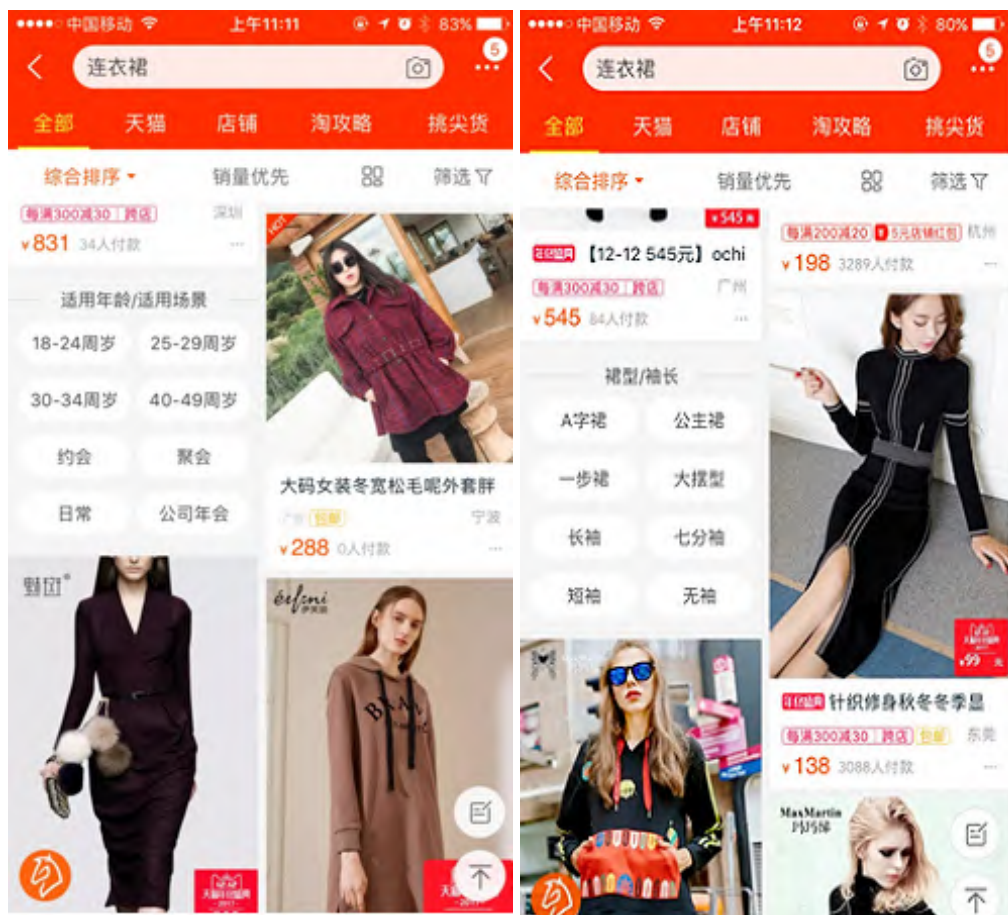 中国移动 上午11:11 83%
5
连衣裙
全部 天猫 店铺 淘攻略 挑尖货
综合排序 销量优先 筛选
每满300减30 跨店 深圳
¥831 34人付款
适用年龄/适用场景
18-24周岁 25-29周岁
30-34周岁 40-49周岁
约会 聚会
日常 公司年会
HOT
大码女装冬宽松毛呢外套胖
广告 包邮 宁波
¥288 0人付款
魅斑
éifini
伊芙丽
中国移动 上午11:12 80%
5
连衣裙
全部 天猫 店铺 淘攻略 挑尖货
综合排序 销量优先 筛选
¥545
【12-12 545元】ochi
每满300减30 跨店 广州
¥545 84人付款
裙型/袖长
A字裙 公主裙
一步裙 大摆型
长袖 七分袖
短袖 无袖
每满200减20 5元店铺红包 杭州
¥198 3289人付款
¥99 元
针织修身秋冬冬季显
每满300减30 跨店 包邮 东莞
¥138 3088人付款
MaxMartin
玛玛绨